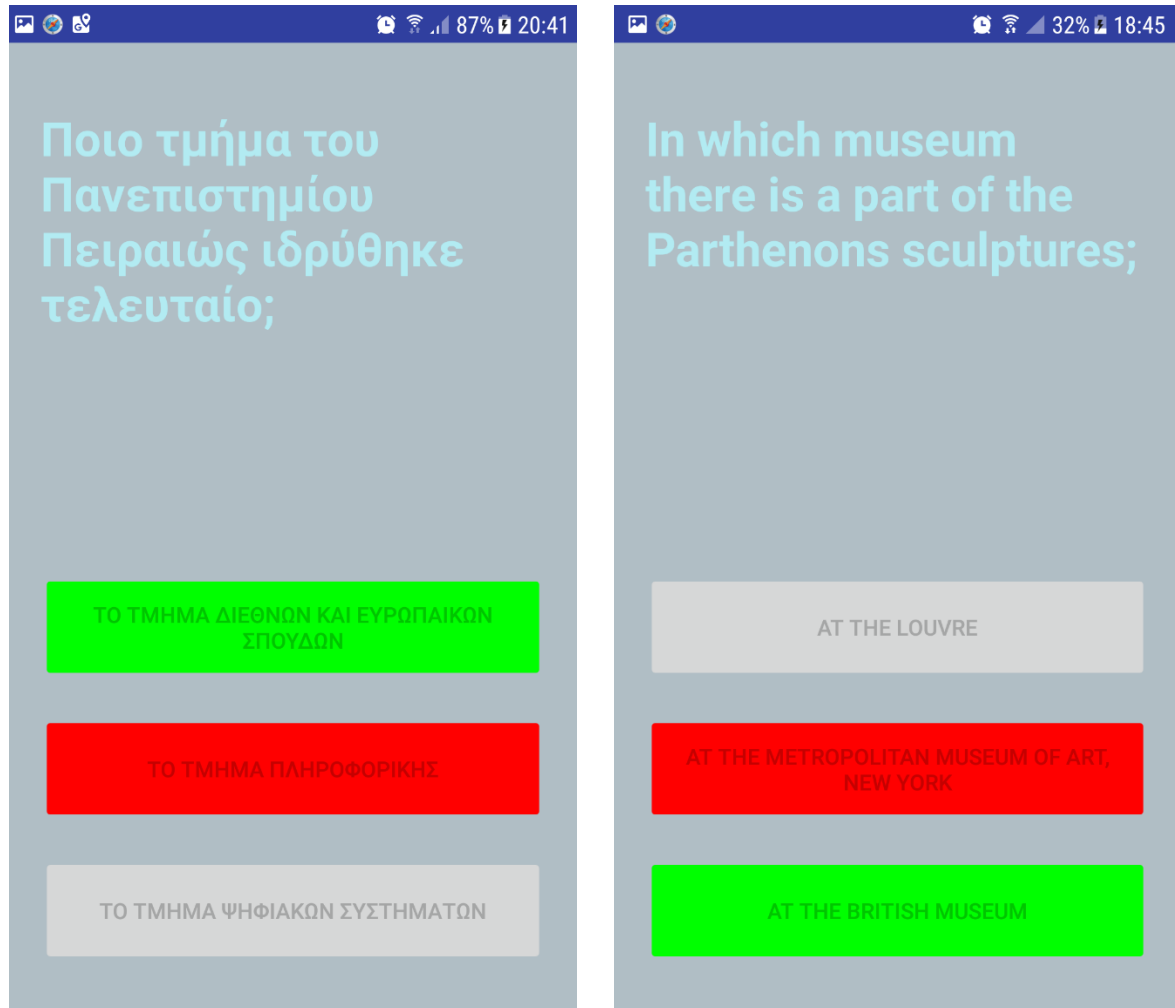 87% 20:41
Ποιο τμήμα του
Πανεπιστημίου
Πειραιώς ιδρύθηκε
τελευταίο;
ΤΟ ΤΜΗΜΑ ΔΙΕΘΝΩΝ ΚΑΙ ΕΥΡΩΠΑΙΚΩΝ
ΣΠΟΥΔΩΝ
ΤΟ ΤΜΗΜΑ ΠΛΗΡΟΦΟΡΙΚΗΣ
ΤΟ ΤΜΗΜΑ ΨΗΦΙΑΚΩΝ ΣΥΣΤΗΜΑΤΩΝ
32% 18:45
In which museum
there is a part of the
Parthenons sculptures;
AT THE LOUVRE
AT THE METROPOLITAN MUSEUM OF ART,
NEW YORK
AT THE BRITISH MUSEUM